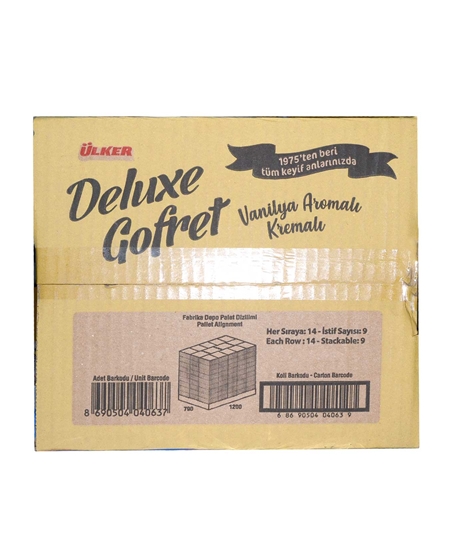 ÜLKER
1975'ten beri
tüm keyif anlarınızda
Deluxe
Gofret
Vanilya Aromalı
Kremalı
Fabrika Depo Palet Dizilimi
Pallet Alignment
Her Sıraya: 14 - İstif Sayısı: 9
Each Row : 14 - Stackable: 9
Adet Barkodu / Unit Barcode
Koli Barkodu - Carton Barcode
8 690504 040637
760
1200
6 86 90504 04063 9